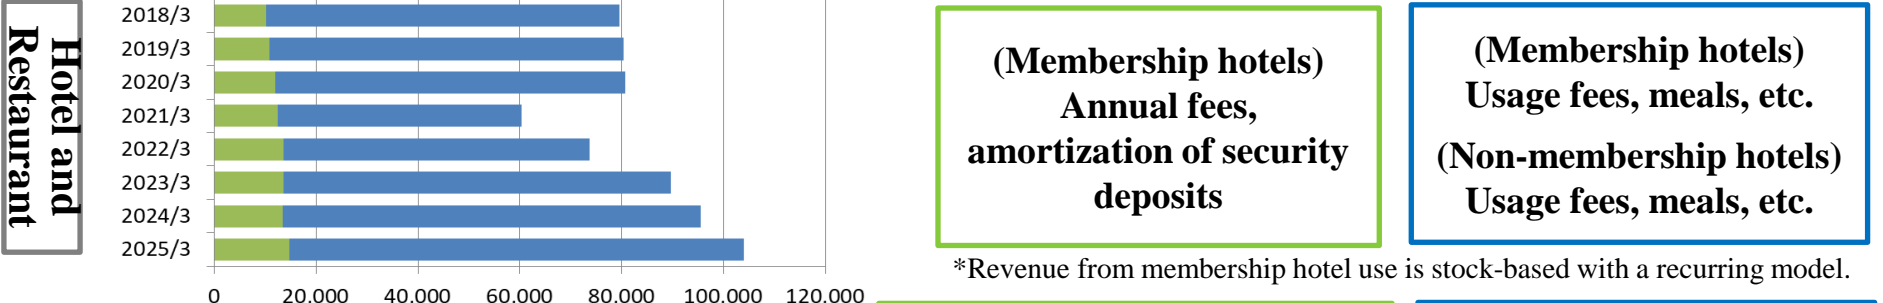 Hotel and
Restaurant
2018/3
2019/3
2020/3
2021/3
2022/3
2023/3
2024/3
2025/3
0 20,000 40,000 60,000 80,000 100,000 120,000
(Membership hotels)
Annual fees,
amortization of security
deposits
(Membership hotels)
Usage fees, meals, etc.
(Non-membership hotels)
Usage fees, meals, etc.
*Revenue from membership hotel use is stock-based with a recurring model.